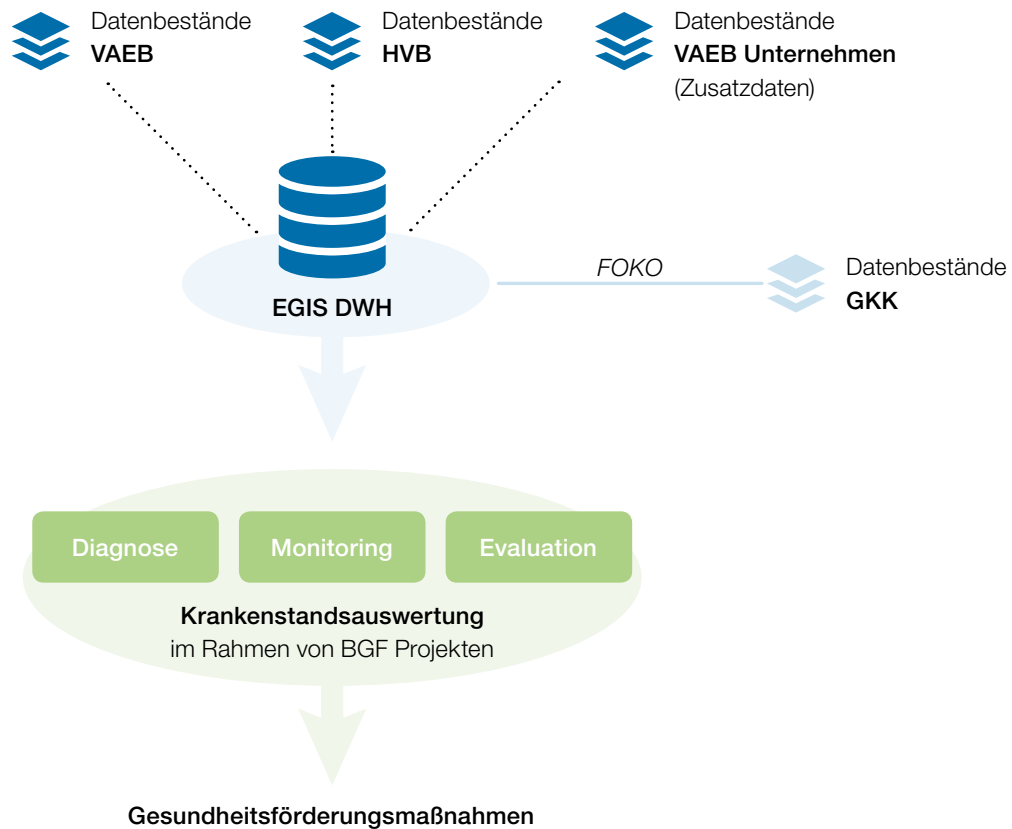 Datenbestände
VAEB
Datenbestände
HVB
Datenbestände
VAEB Unternehmen
(Zusatzdaten)
EGIS DWH
FOKO
Datenbestände
GKK
Diagnose
Monitoring
Evaluation
Krankenstandsauswertung
im Rahmen von BGF Projekten
Gesundheitsförderungsmaßnahmen